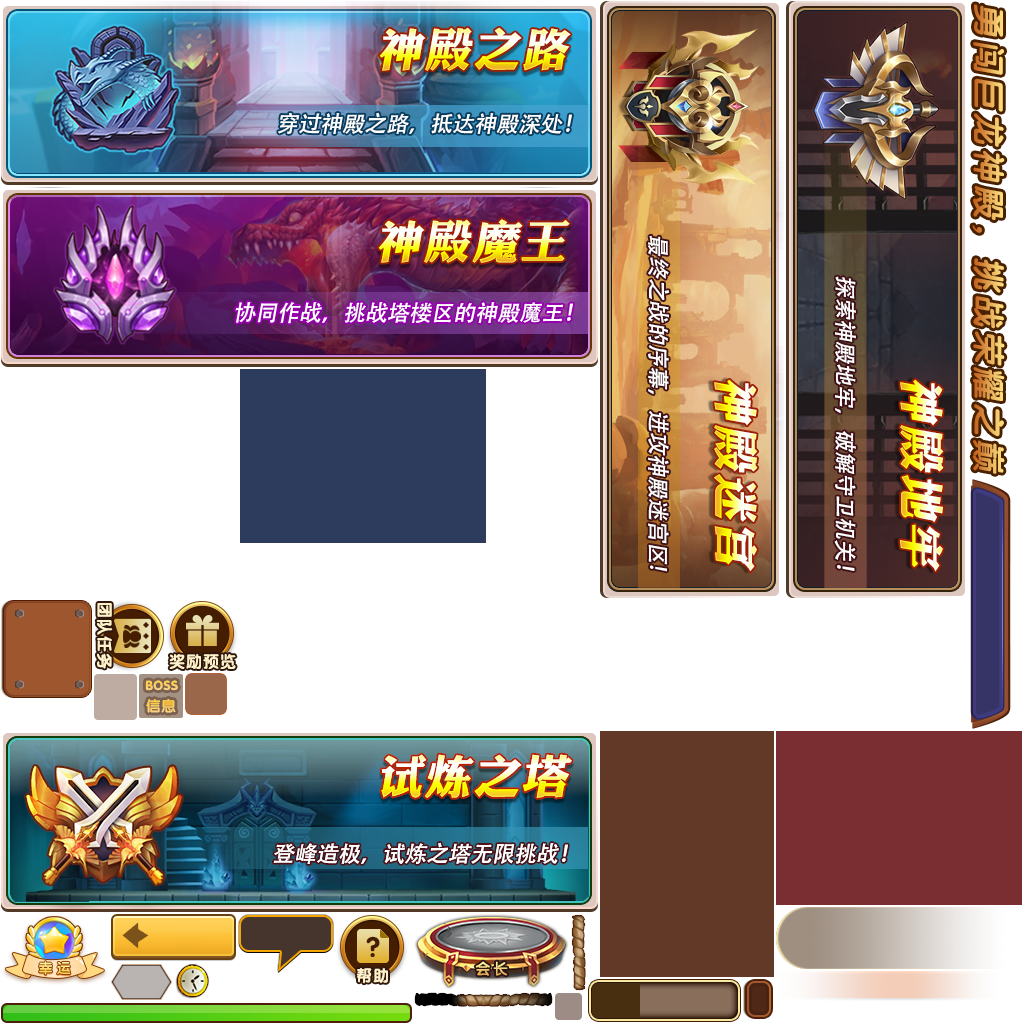 神殿之路
穿过神殿之路，抵达神殿深处！
神殿魔王
协同作战，挑战塔楼区的神殿魔王！
神殿迷宫
最终之战的序幕，进攻神殿迷宫区！
神殿地牢
探索神殿地牢，破解守卫机关！
勇闯巨龙神殿，挑战荣耀之巅
团队任务
奖励预览
BOSS
信息
试炼之塔
登峰造极，试炼之塔无限挑战！
幸运
?
帮助
会长